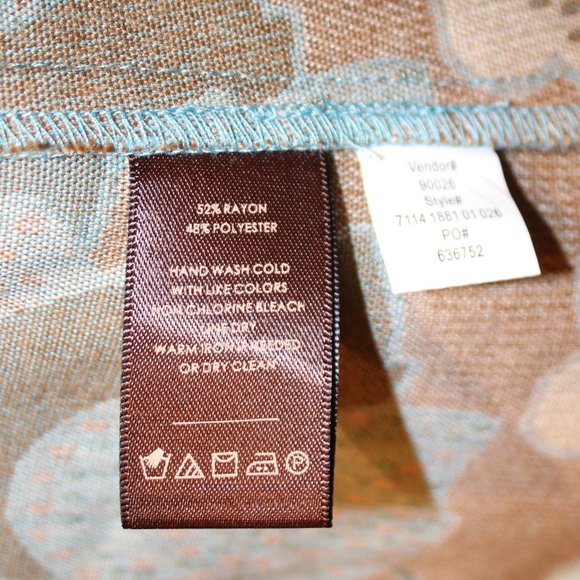 52% RAYON
48% POLYESTER
HAND WASH COLD
WITH LIKE COLORS
NON CHLORINE BLEACH
LINE DRY
WARM IRON IF NEEDED
OR DRY CLEAN
P
Vendor#
90026
Style#
7114 1881 01 026
PO#
636752